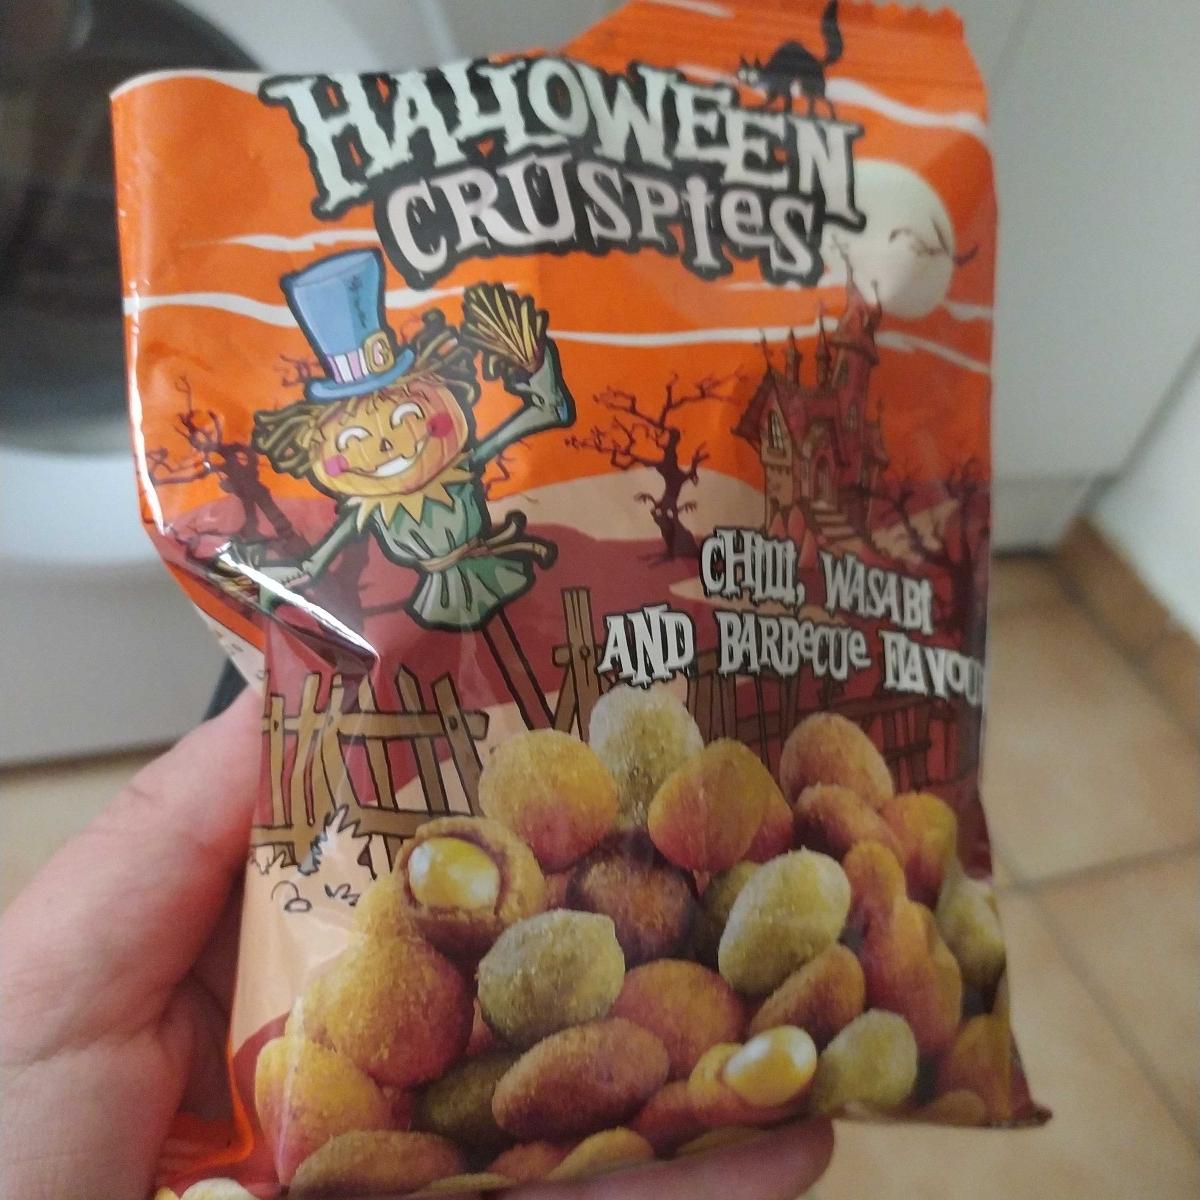 HALLOWEEN
CRUSPIES
CHILLI, WASABI
AND BARBECUE FLAVOU